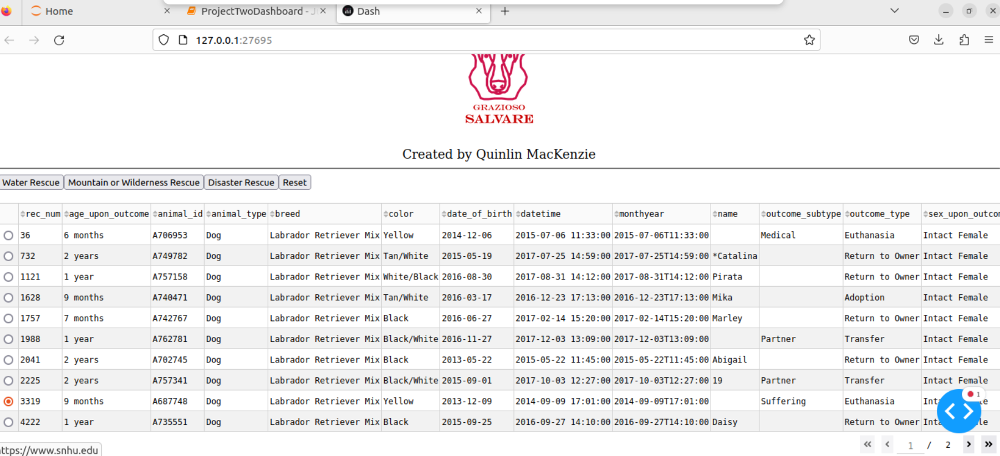 Home
ProjectTwoDashboard - J
Dash
127.0.0.1:27695
GRAZIOSO
SALVARE
Created by Quinlin MacKenzie
Water Rescue Mountain or Wilderness Rescue Disaster Rescue Reset
rec_num age_upon_outcome animal_id animal_type breed color date_of_birth datetime monthyear name outcome_subtype outcome_type sex_upon_outcom
36 6 months A706953 Dog Labrador Retriever Mix Yellow 2014-12-06 2015-07-06 11:33:00 2015-07-06T11:33:00 Medical Euthanasia Intact Female
732 2 years A749782 Dog Labrador Retriever Mix Tan/White 2015-05-19 2017-07-25 14:59:00 2017-07-25T14:59:00 *Catalina Return to Owner Intact Female
1121 1 year A757158 Dog Labrador Retriever Mix White/Black 2016-08-30 2017-08-31 14:12:00 2017-08-31T14:12:00 Pirata Return to Owner Intact Female
1628 9 months A740471 Dog Labrador Retriever Mix Tan/White 2016-03-17 2016-12-23 17:13:00 2016-12-23T17:13:00 Mika Adoption Intact Female
1757 7 months A742767 Dog Labrador Retriever Mix Black 2016-06-27 2017-02-14 15:20:00 2017-02-14T15:20:00 Marley Return to Owner Intact Female
1988 1 year A762781 Dog Labrador Retriever Mix Black/White 2016-11-27 2017-12-03 13:09:00 2017-12-03T13:09:00 Partner Transfer Intact Female
2041 2 years A702745 Dog Labrador Retriever Mix Black 2013-05-22 2015-05-22 11:45:00 2015-05-22T11:45:00 Abigail Return to Owner Intact Female
2225 2 years A757341 Dog Labrador Retriever Mix Black/White 2015-09-01 2017-10-03 12:27:00 2017-10-03T12:27:00 19 Partner Transfer Intact Female
3319 9 months A687748 Dog Labrador Retriever Mix Yellow 2013-12-09 2014-09-09 17:01:00 2014-09-09T17:01:00 Suffering Euthanasia Int le
1
4222 1 year A735551 Dog Labrador Retriever Mix Black 2015-09-25 2016-09-27 14:10:00 2016-09-27T14:10:00 Daisy Return to Owner Inta le
1 / 2
ttps://www.snhu.edu